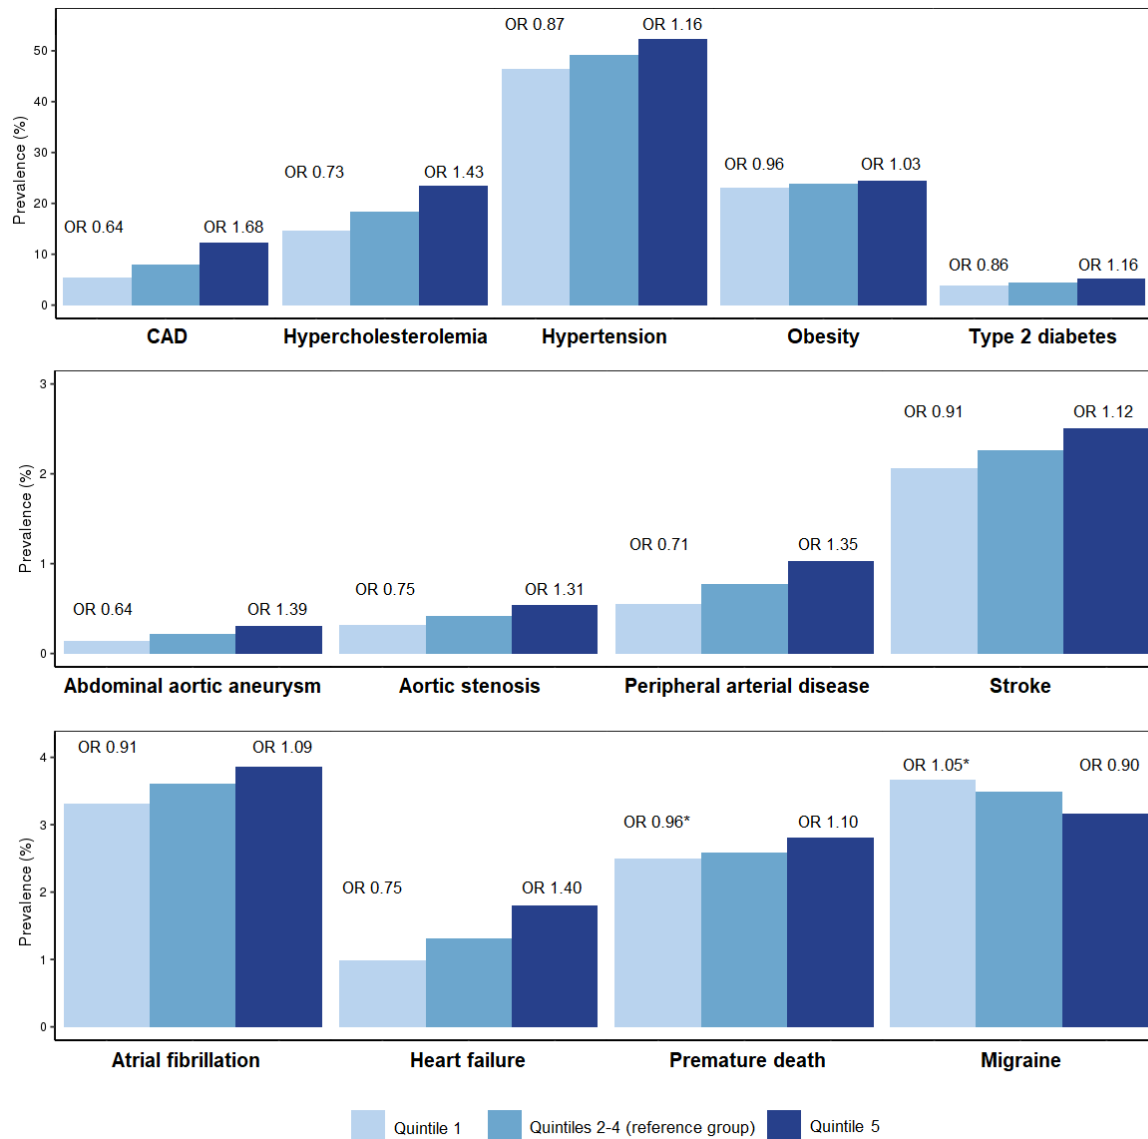 OR 0.87 OR 1.16
50
40
30
20
10
0
Prevalence (%)
OR 0.73 OR 1.43
OR 0.96 OR 1.03
OR 0.64 OR 1.68
OR 0.86 OR 1.16
CAD Hypercholesterolemia Hypertension Obesity Type 2 diabetes
3
2
1
0
Prevalence (%)
OR 0.91 OR 1.12
OR 0.71 OR 1.35
OR 0.75 OR 1.31
OR 0.64 OR 1.39
Abdominal aortic aneurysm Aortic stenosis Peripheral arterial disease Stroke
4
3
2
1
0
Prevalence (%)
OR 0.91 OR 1.09
OR 1.05* OR 0.90
OR 0.96* OR 1.10
OR 0.75 OR 1.40
Atrial fibrillation Heart failure Premature death Migraine
Quintile 1 Quintiles 2-4 (reference group) Quintile 5